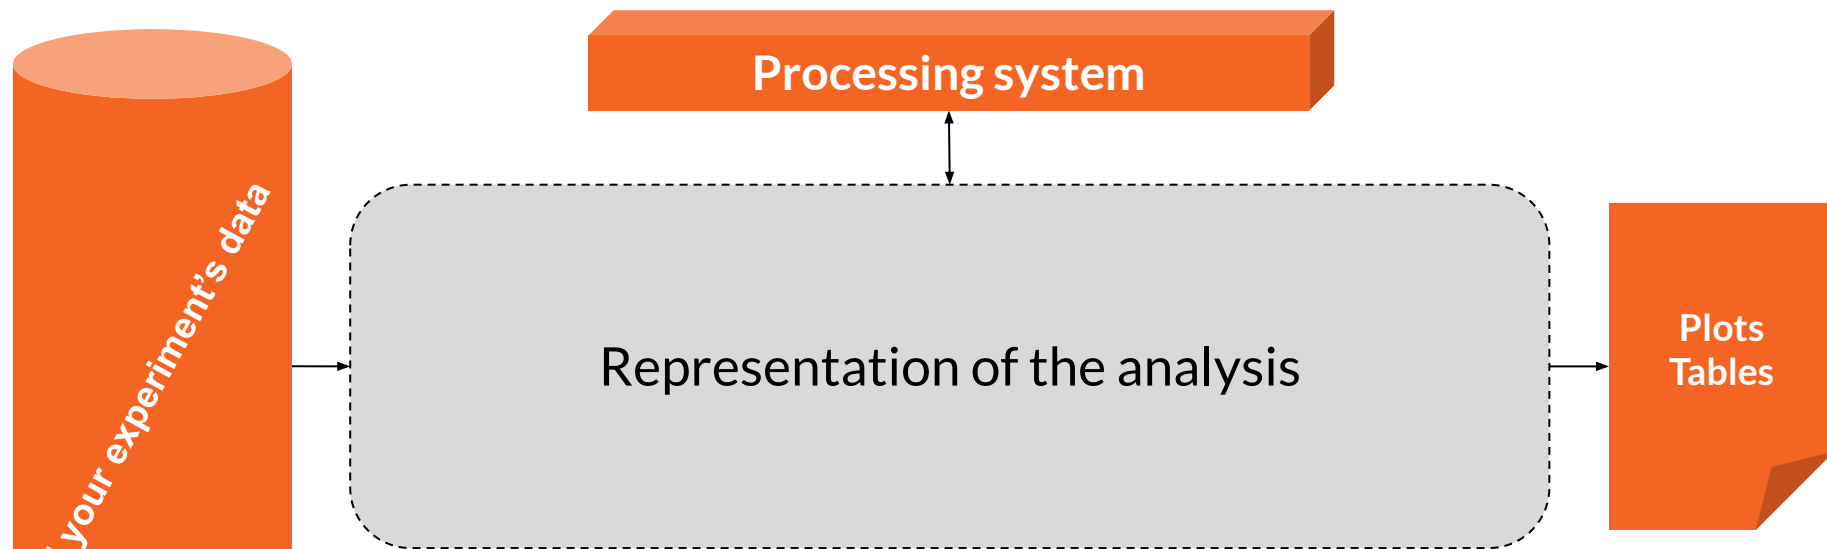 Processing system
your experiment’s data
Representation of the analysis
Plots
Tables